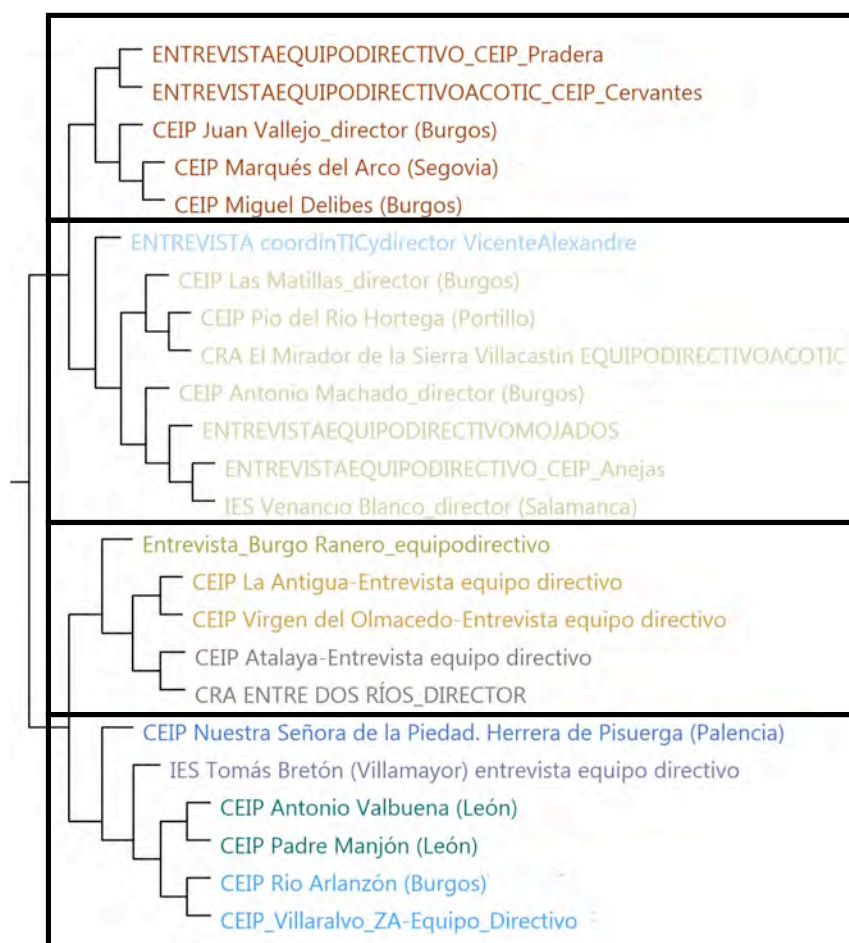 ENTREVISTAEQUIPODIRECTIVO_CEIP_Pradera
ENTREVISTAEQUIPODIRECTIVOACOTIC_CEIP_Cervantes
CEIP Juan Vallejo_director (Burgos)
CEIP Marqués del Arco (Segovia)
CEIP Miguel Delibes (Burgos)
ENTREVISTA coordinTICydirector VicenteAlexandre
CEIP Las Matillas_director (Burgos)
CEIP Pio del Rio Hortega (Portillo)
CRA El Mirador de la Sierra Villacastín EQUIPODIRECTIVOACOTIC
CEIP Antonio Machado_director (Burgos)
ENTREVISTAEQUIPODIRECTIVOMOJADOS
ENTREVISTAEQUIPODIRECTIVO_CEIP_Anejas
IES Venancio Blanco_director (Salamanca)
Entrevista_Burgo Ranero_equipodirectivo
CEIP La Antigua-Entrevista equipo directivo
CEIP Virgen del Olmacedo-Entrevista equipo directivo
CEIP Atalaya-Entrevista equipo directivo
CRA ENTRE DOS RÍOS_DIRECTOR
CEIP Nuestra Señora de la Piedad. Herrera de Pisuerga (Palencia)
IES Tomás Bretón (Villamayor) entrevista equipo directivo
CEIP Antonio Valbuena (León)
CEIP Padre Manjón (León)
CEIP Rio Arlanzón (Burgos)
CEIP_Villaralvo_ZA-Equipo_Directivo